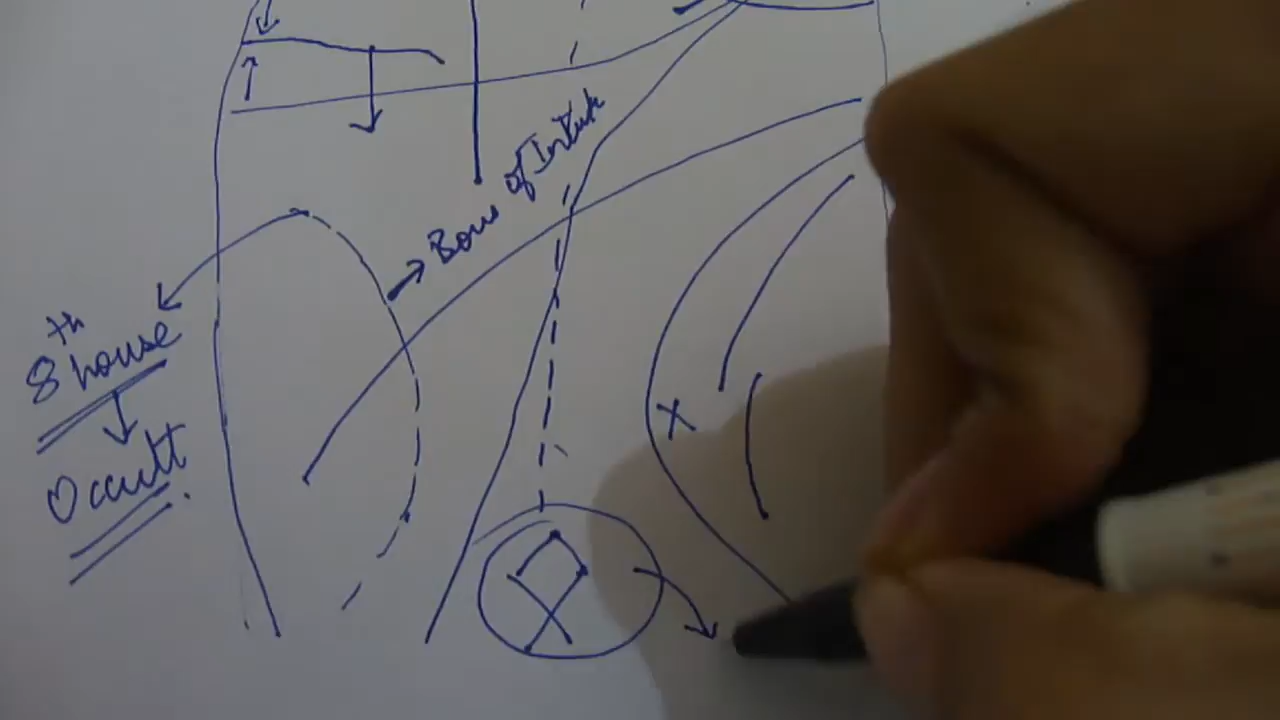 → Bow of Intuit
8th house
Occult